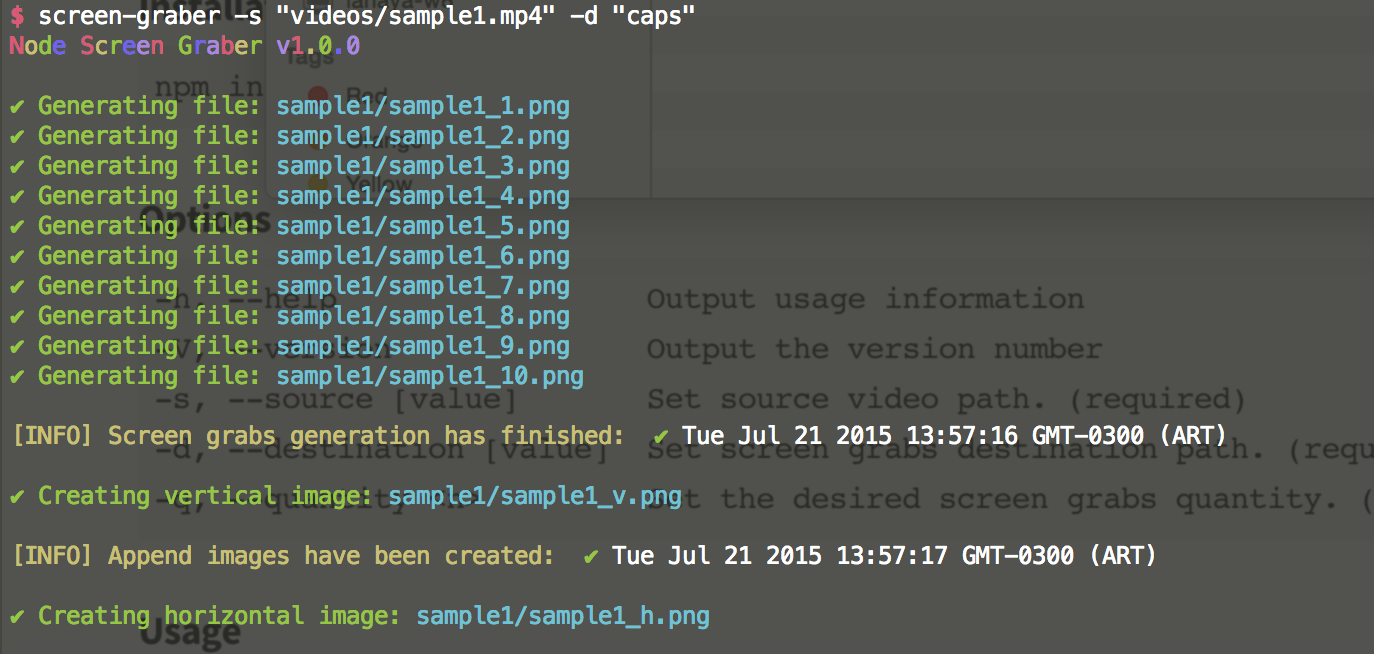 $ screen-graber -s "videos/sample1.mp4" -d "caps"
Node Screen Graber v1.0.0
Tags
npm in
Red
✔ Generating file: sample1/sample1_1.png
✔ Generating file: sample1/sample1_2.png
Orange
✔ Generating file: sample1/sample1_3.png
Yellow
✔ Generating file: sample1/sample1_4.png
Options
✔ Generating file: sample1/sample1_5.png
✔ Generating file: sample1/sample1_6.png
✔ Generating file: sample1/sample1_7.png
-h, --help Output usage information
✔ Generating file: sample1/sample1_8.png
✔ Generating file: sample1/sample1_9.png
-V, --version Output the version number
✔ Generating file: sample1/sample1_10.png
-s, --source [value] Set source video path. (required)
[INFO] Screen grabs generation has finished: ✔ Tue Jul 21 2015 13:57:16 GMT-0300 (ART)
-d, --destination [value] Set screen grabs destination path. (requ
✔ Creating vertical image: sample1/sample1_v.png
-q, --quantity Set the desired screen grabs quantity. (
[INFO] Append images have been created: ✔ Tue Jul 21 2015 13:57:17 GMT-0300 (ART)
✔ Creating horizontal image: sample1/sample1_h.png
Usage